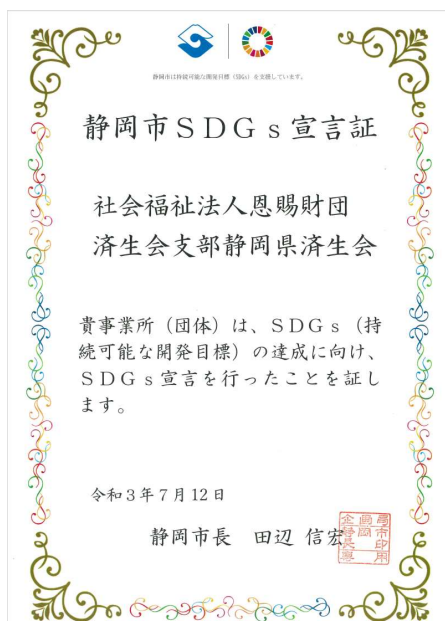 静岡市は持続可能な開発目標（SDGs）を支援しています。
静岡市ＳＤＧｓ宣言証
社会福祉法人恩賜財団
済生会支部静岡県済生会
貴事業所（団体）は、ＳＤＧｓ（持
続可能な開発目標）の達成に向け、
ＳＤＧｓ宣言を行ったことを証し
ます。
令和３年７月12日
静岡市長　田辺 信宏